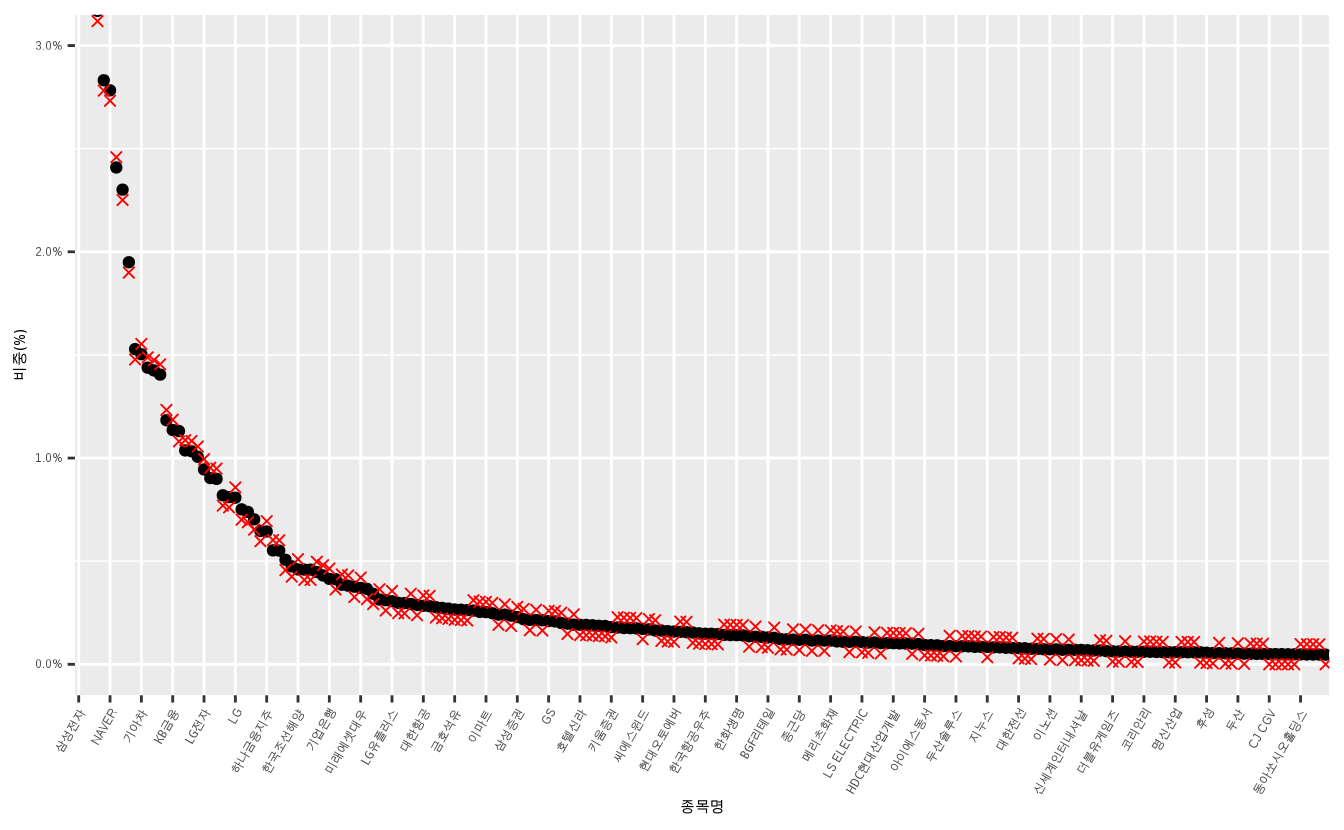 3.0%
2.0%
1.0%
0.0%
비중(%)
삼성전자
NAVER
기아차
KB금융
LG전자
LG
하나금융지주
한국조선해양
기업은행
미래에셋대우
LG유플러스
대한항공
금호석유
이마트
삼성증권
GS
호텔신라
키움증권
씨에스윈드
현대오토에버
한국항공우주
한화생명
BGF리테일
종근당
메리츠화재
LS ELECTRIC
HDC현대산업개발
아이에스동서
두산솔루스
지누스
대한전선
이노션
신세계인터내셔날
더블유게임즈
코리안리
명신산업
후성
두산
CJ CGV
동아쏘시오홀딩스
종목명